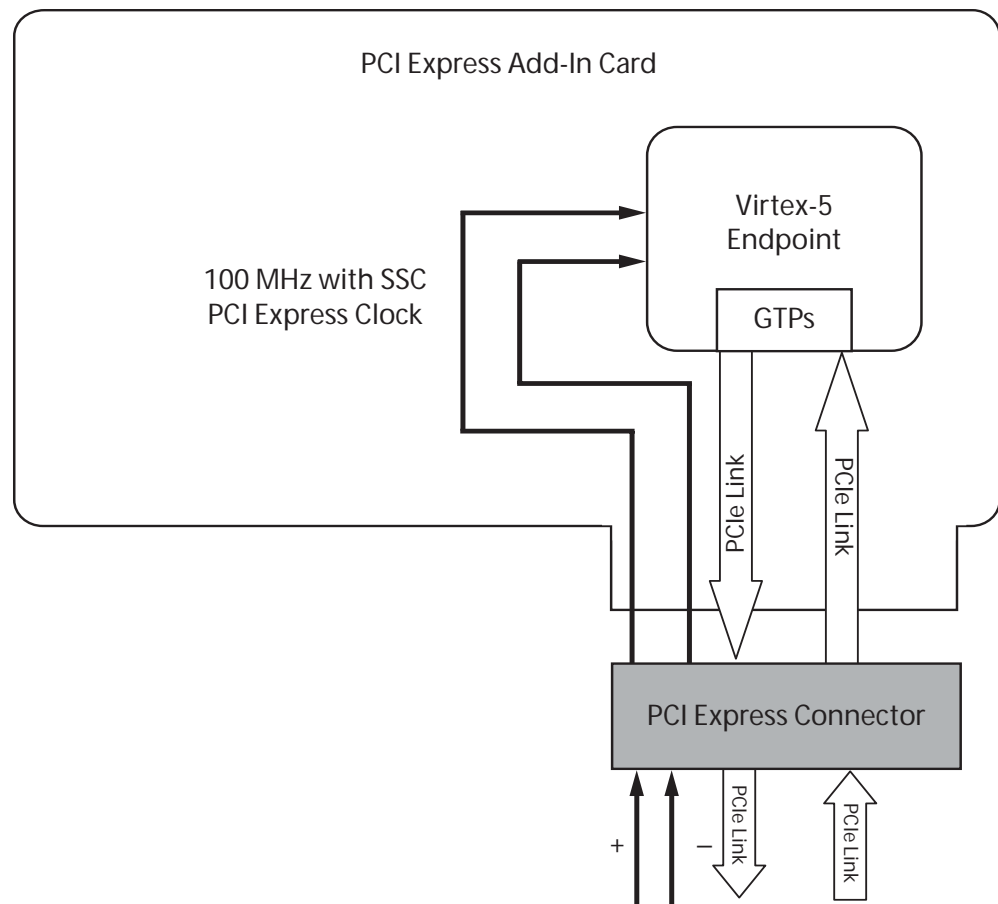 PCI Express Add-In Card
Virtex-5
Endpoint
100 MHz with SSC
PCI Express Clock
GTPs
PCIe Link
PCIe Link
PCI Express Connector
+
–
PCIe Link
PCIe Link